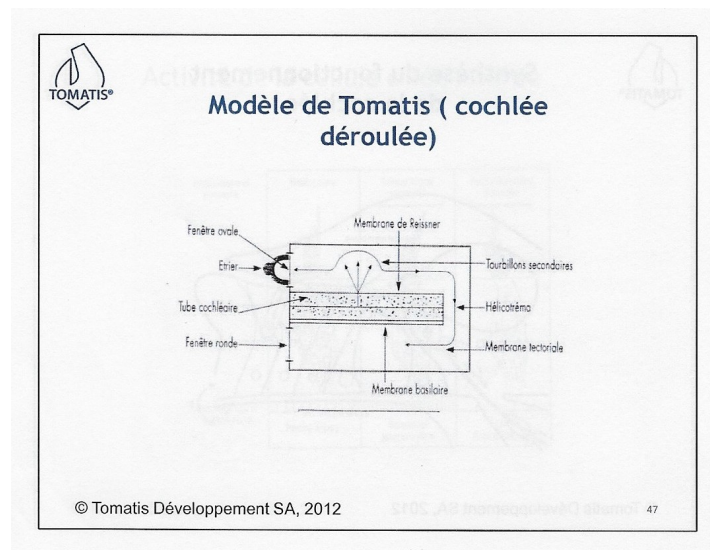 TOMATIS®
Modèle de Tomatis ( cochlée
déroulée)
Membrane de Reissner
Fenêtre ovale
Etrier
Tourbillons secondaires
Tube cochléaire
Hélicotréma
Fenêtre ronde
Membrane tectoriale
Membrane basilaire
© Tomatis Développement SA, 2012
47